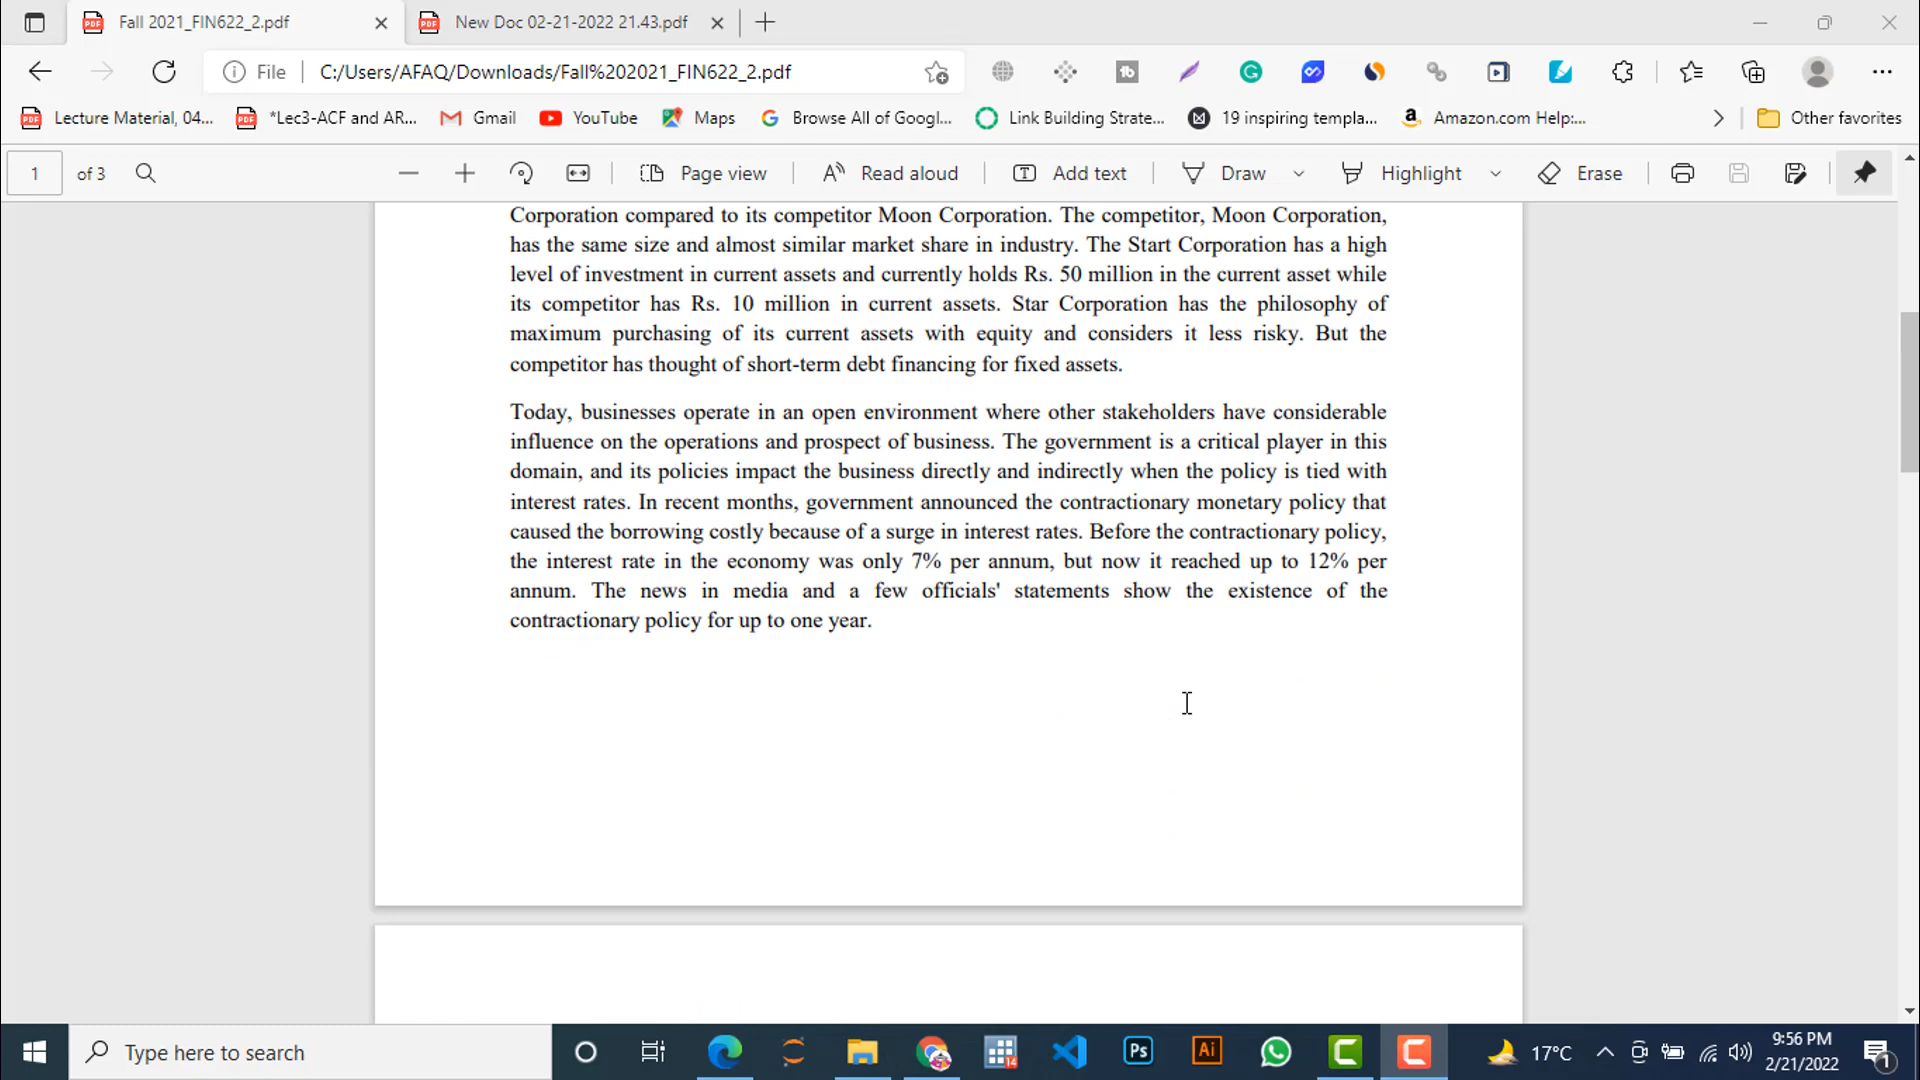 Fall 2021_FIN622_2.pdf
New Doc 02-21-2022 21.43.pdf
File
C:/Users/AFAQ/Downloads/Fall%202021_FIN622_2.pdf
Lecture Material, 04...
*Lec3-ACF and AR...
Gmail
YouTube
Maps
Browse All of Googl...
Link Building Strate...
19 inspiring templa...
Amazon.com Help:...
Other favorites
1 of 3
Page view
Read aloud
Add text
Draw
Highlight
Erase
Corporation compared to its competitor Moon Corporation. The competitor, Moon Corporation,
has the same size and almost similar market share in industry. The Start Corporation has a high
level of investment in current assets and currently holds Rs. 50 million in the current asset while
its competitor has Rs. 10 million in current assets. Star Corporation has the philosophy of
maximum purchasing of its current assets with equity and considers it less risky. But the
competitor has thought of short-term debt financing for fixed assets.
Today, businesses operate in an open environment where other stakeholders have considerable
influence on the operations and prospect of business. The government is a critical player in this
domain, and its policies impact the business directly and indirectly when the policy is tied with
interest rates. In recent months, government announced the contractionary monetary policy that
caused the borrowing costly because of a surge in interest rates. Before the contractionary policy,
the interest rate in the economy was only 7% per annum, but now it reached up to 12% per
annum. The news in media and a few officials' statements show the existence of the
contractionary policy for up to one year.
Type here to search
14
Ps
Ai
17°C
9:56 PM
2/21/2022
1